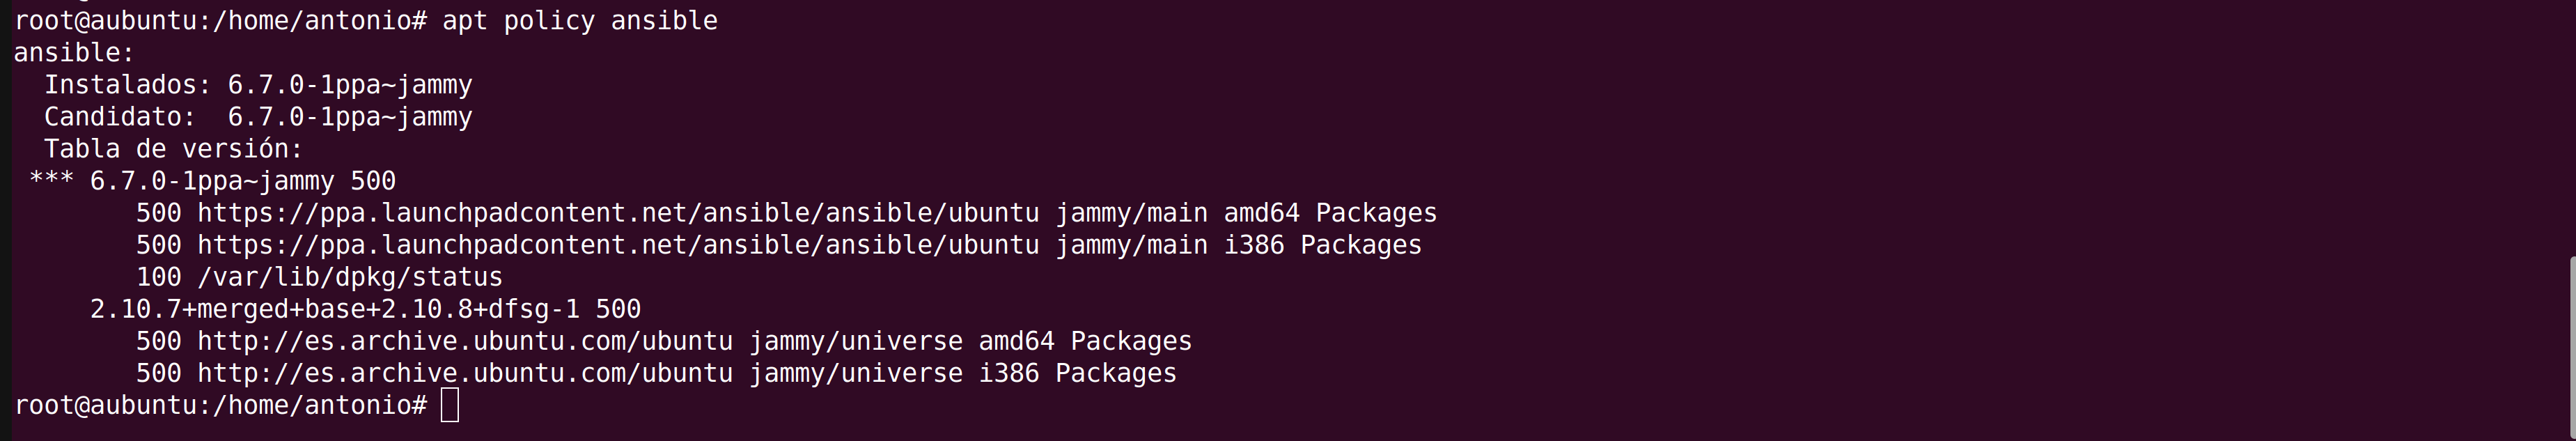 root@aubuntu:/home/antonio# apt policy ansible
ansible:
  Instalados: 6.7.0-1ppa~jammy
  Candidato:  6.7.0-1ppa~jammy
  Tabla de versión:
 *** 6.7.0-1ppa~jammy 500
        500 https://ppa.launchpadcontent.net/ansible/ansible/ubuntu jammy/main amd64 Packages
        500 https://ppa.launchpadcontent.net/ansible/ansible/ubuntu jammy/main i386 Packages
        100 /var/lib/dpkg/status
     2.10.7+merged+base+2.10.8+dfsg-1 500
        500 http://es.archive.ubuntu.com/ubuntu jammy/universe amd64 Packages
        500 http://es.archive.ubuntu.com/ubuntu jammy/universe i386 Packages
root@aubuntu:/home/antonio#